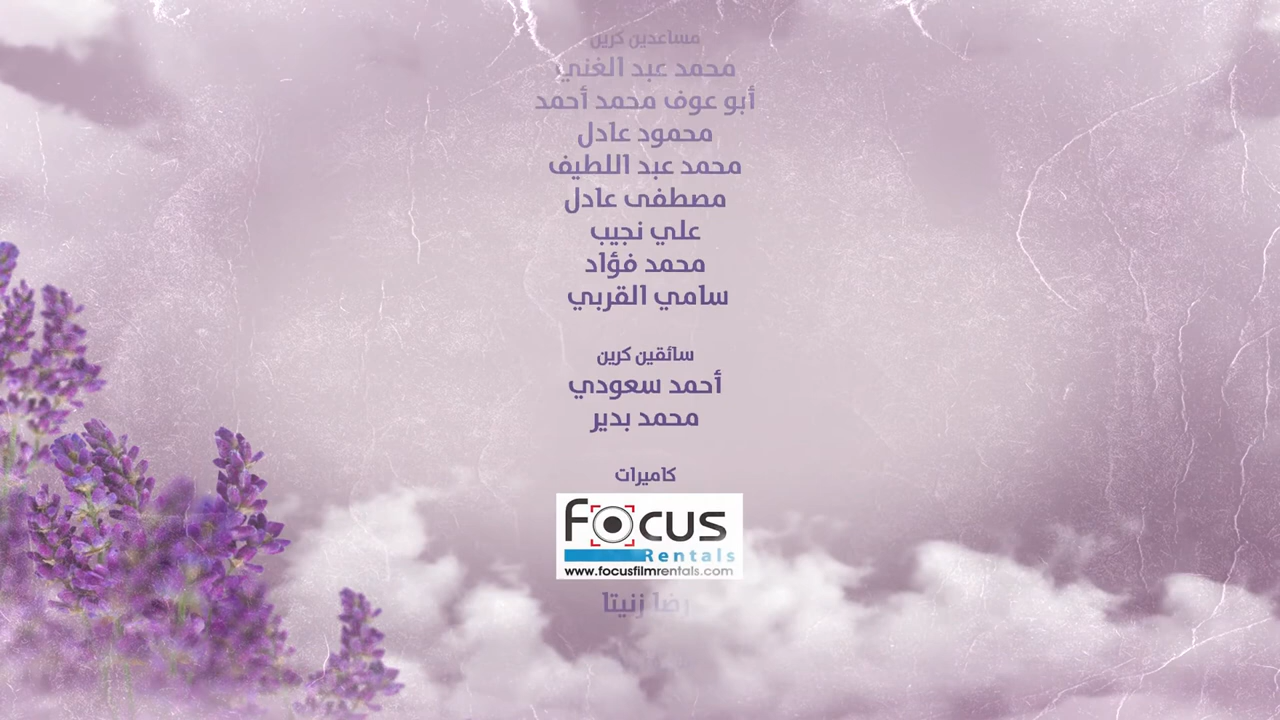 مساعدين كرين
محمد عبد الغني
أبو عوف محمد أحمد
محمود عادل
محمد عبد اللطيف
مصطفى عادل
علي نجيب
محمد فؤاد
سامي القربي
سائقين كرين
أحمد سعودي
محمد بدير
كاميرات
Focus
Rentals
www.focusfilmrentals.com
رضا زنيتا